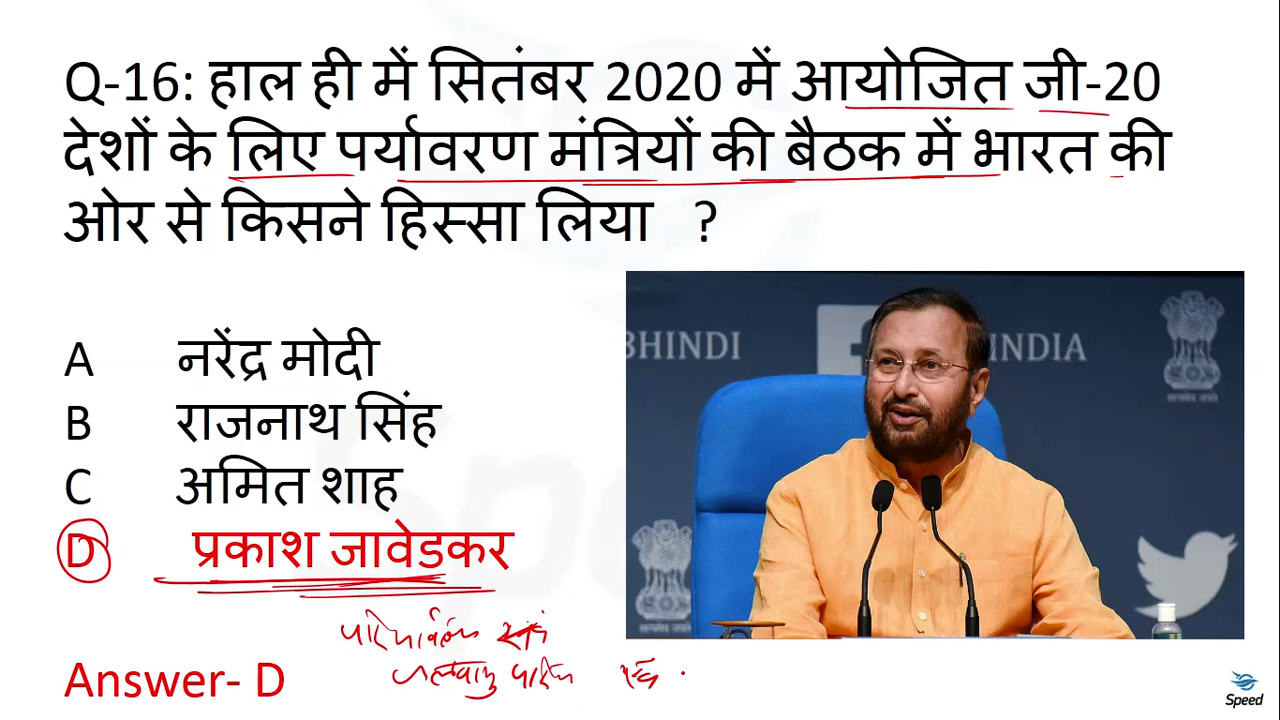 Q-16: हाल ही में सितंबर 2020 में आयोजित जी-20
देशों के लिए पर्यावरण मंत्रियों की बैठक में भारत की
ओर से किसने हिस्सा लिया ?
A नरेंद्र मोदी
B राजनाथ सिंह
C अमित शाह
D प्रकाश जावेडकर
Answer- D
BHINDI
INDIA
Speed